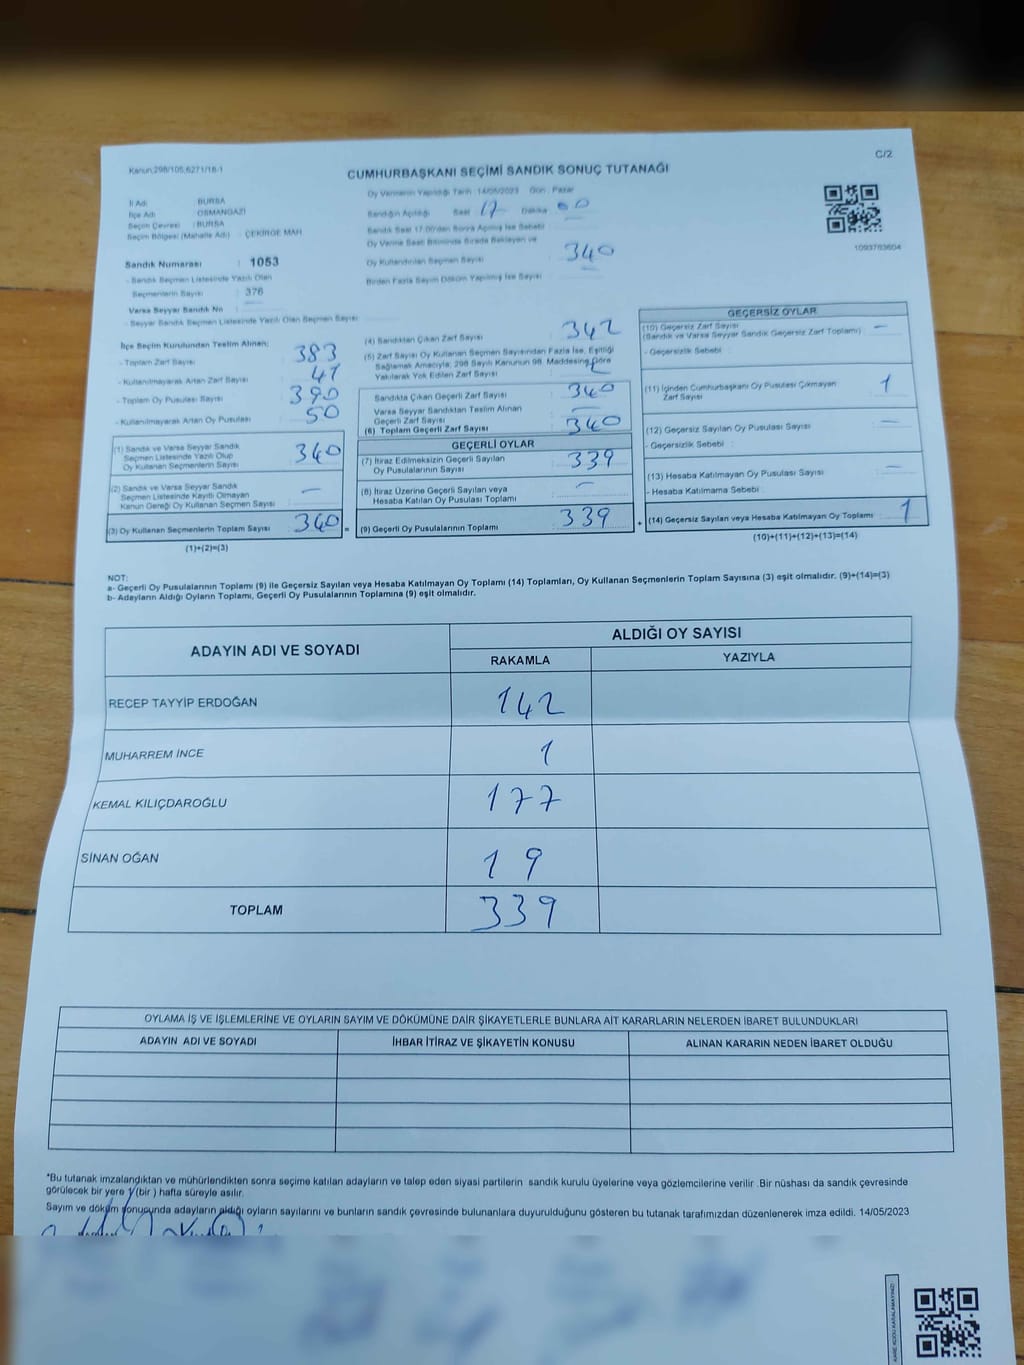 Kanun;298/105,6271/16-1
C/2
CUMHURBAŞKANI SEÇİMİ SANDIK SONUÇ TUTANAĞI
Oy Vermenin Yapıldığı Tarih : 14/05/2023 Gün : Pazar
İl Adı BURSA
İlçe Adı OSMANGAZİ
Seçim Çevresi : BURSA
Seçim Bölgesi (Mahalle Adı) : ÇEKİRGE MAH
Sandığın Açıldığı Saat 17 Dakika 00
Sandık Saat 17.00'den Sonra Açılmış İse Sebebi :
Oy Verme Saati Bitiminde Sırada Bekleyen ve
Oy Kullandırılan Seçmen Sayısı 340
Birden Fazla Sayım Döküm Yapılmış İse Sayısı :
1093783604
Sandık Numarası : 1053
- Sandık Seçmen Listesinde Yazılı Olan
Seçmenlerin Sayısı : 376
Varsa Seyyar Sandık No
- Seyyar Sandık Seçmen Listesinde Yazılı Olan Seçmen Sayısı:
İlçe Seçim Kurulundan Teslim Alınan;
- Toplam Zarf Sayısı : 383
- Kullanılmayarak Artan Zarf Sayısı : 41
- Toplam Oy Pusulası Sayısı : 390
- Kullanılmayarak Artan Oy Pusulası : 50
(1) Sandık ve Varsa Seyyar Sandık
Seçmen Listesinde Yazılı Olup
Oy Kullanan Seçmenlerin Sayısı : 340
(2) Sandık ve Varsa Seyyar Sandık
Seçmen Listesinde Kayıtlı Olmayan
Kanun Gereği Oy Kullanan Seçmen Sayısı : —
(3) Oy Kullanan Seçmenlerin Toplam Sayısı : 340 =
(1)+(2)=(3)
(4) Sandıktan Çıkan Zarf Sayısı : 342
(5) Zarf Sayısı Oy Kullanan Seçmen Sayısından Fazla İse, Eşitliği
Sağlamak Amacıyla; 298 Sayılı Kanunun 98. Maddesine Göre
Yakılarak Yok Edilen Zarf Sayısı : 2
Sandıkta Çıkan Geçerli Zarf Sayısı : 340
Varsa Seyyar Sandıktan Teslim Alınan
Geçerli Zarf Sayısı : —
(6) Toplam Geçerli Zarf Sayısı : 340
GEÇERLİ OYLAR
(7) İtiraz Edilmeksizin Geçerli Sayılan
Oy Pusulalarının Sayısı : 339
(8) İtiraz Üzerine Geçerli Sayılan veya
Hesaba Katılan Oy Pusulası Toplamı : —
(9) Geçerli Oy Pusulalarının Toplamı : 339 +
GEÇERSİZ OYLAR
(10) Geçersiz Zarf Sayısı : —
(Sandık ve Varsa Seyyar Sandık Geçersiz Zarf Toplamı)
- Geçersizlik Sebebi :
(11) İçinden Cumhurbaşkanı Oy Pusulası Çıkmayan
Zarf Sayısı : 1
(12) Geçersiz Sayılan Oy Pusulası Sayısı : —
- Geçersizlik Sebebi :
(13) Hesaba Katılmayan Oy Pusulası Sayısı : —
- Hesaba Katılmama Sebebi :
(14) Geçersiz Sayılan veya Hesaba Katılmayan Oy Toplamı : 1
(10)+(11)+(12)+(13)=(14)
NOT:
a- Geçerli Oy Pusulalarının Toplamı (9) ile Geçersiz Sayılan veya Hesaba Katılmayan Oy Toplamı (14) Toplamları, Oy Kullanan Seçmenlerin Toplam Sayısına (3) eşit olmalıdır. (9)+(14)=(3)
b- Adayların Aldığı Oyların Toplamı, Geçerli Oy Pusulalarının Toplamına (9) eşit olmalıdır.
ADAYIN ADI VE SOYADI ALDIĞI OY SAYISI
RAKAMLA YAZIYLA
RECEP TAYYİP ERDOĞAN 142
MUHARREM İNCE 1
KEMAL KILIÇDAROĞLU 177
SİNAN OĞAN 19
TOPLAM 339
OYLAMA İŞ VE İŞLEMLERİNE VE OYLARIN SAYIM VE DÖKÜMÜNE DAİR ŞİKAYETLERLE BUNLARA AİT KARARLARIN NELERDEN İBARET BULUNDUKLARI
ADAYIN ADI VE SOYADI İHBAR İTİRAZ VE ŞİKAYETİN KONUSU ALINAN KARARIN NEDEN İBARET OLDUĞU
*Bu tutanak imzalandıktan ve mühürlendikten sonra seçime katılan adayların ve talep eden siyasi partilerin sandık kurulu üyelerine veya gözlemcilerine verilir .Bir nüshası da sandık çevresinde
görülecek bir yere 1 (bir ) hafta süreyle asılır.
Sayım ve döküm sonucunda adayların aldığı oyların sayılarını ve bunların sandık çevresinde bulunanlara duyurulduğunu gösteren bu tutanak tarafımızdan düzenlenerek imza edildi. 14/05/2023